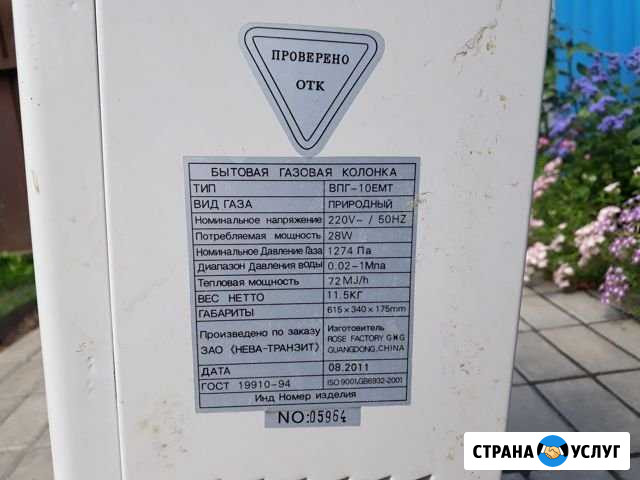 ПРОВЕРЕНО
ОТК
БЫТОВАЯ ГАЗОВАЯ КОЛОНКА
ТИП ВПГ-10ЕМТ
ВИД ГАЗА ПРИРОДНЫЙ
Номинальное напряжение 220V~ / 50HZ
Потребляемая мощность 28W
Номинальное Давление Газа 1274 Па
Диапазон Давления воды 0.02-1Мпа
Тепловая мощность 72MJ/h
ВЕС НЕТТО 11.5КГ
ГАБАРИТЫ 615×340×175mm
Произведено по заказу
ЗАО <НЕВА-ТРАНЗИТ>
Изготовитель
ROSE FACTORY GWG
GUANGDONG,CHINA
ДАТА 08.2011
ГОСТ 19910-94 ISO 9001,GB6932-2001
Инд Номер изделия
NO:05964
СТРАНА УСЛУГ